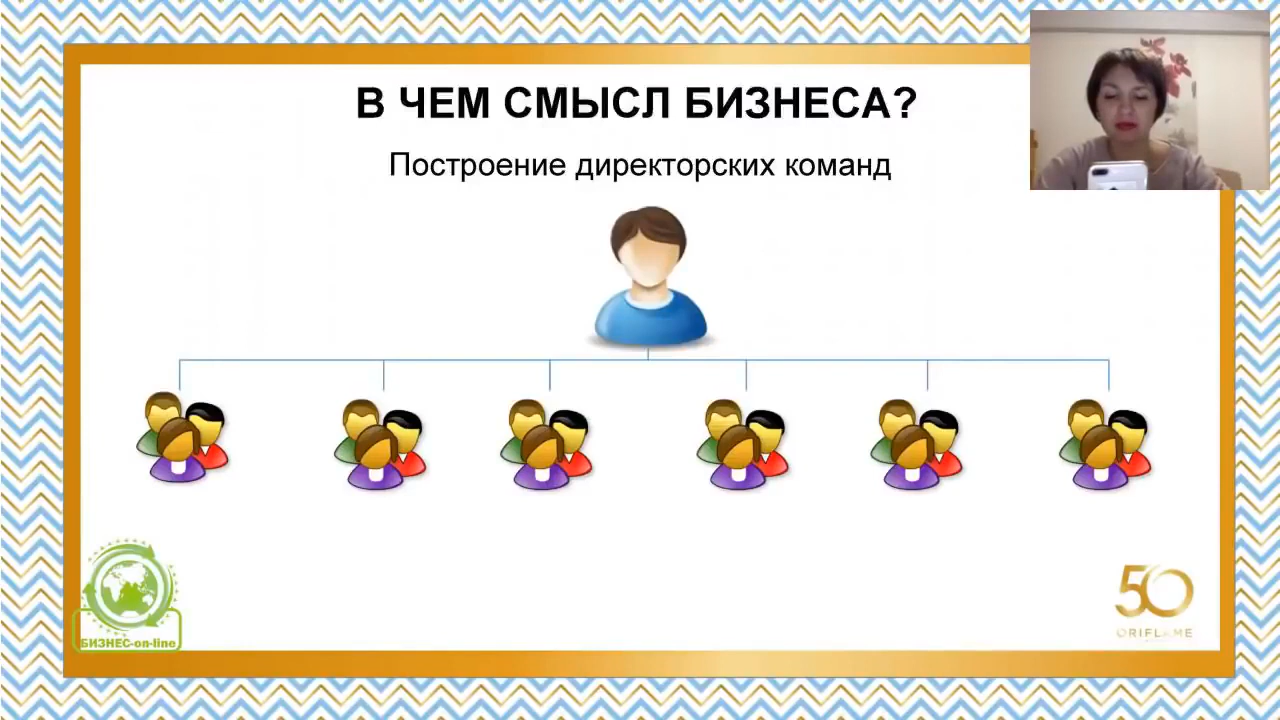 В ЧЕМ СМЫСЛ БИЗНЕСА?
Построение директорских команд
БИЗНЕС-on-line
50
ORIFLAME